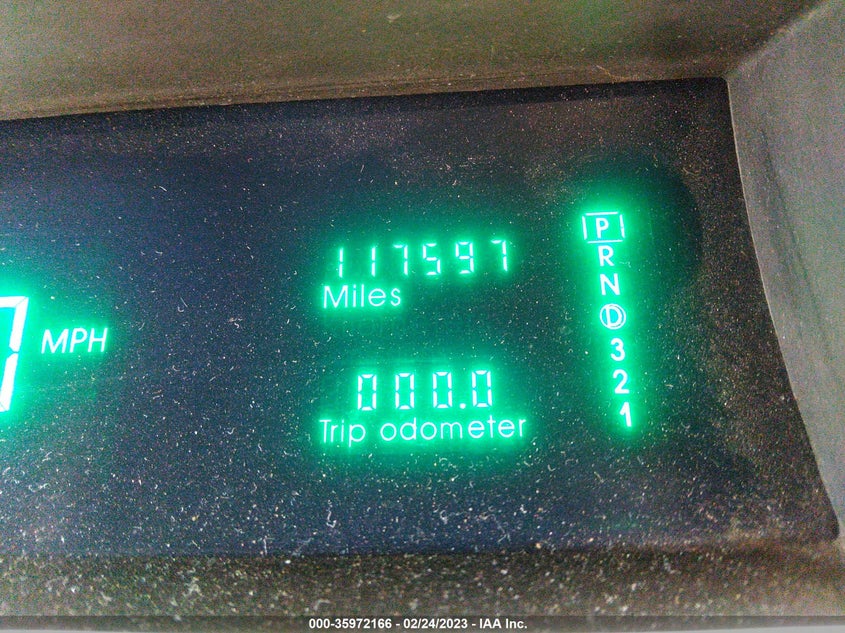 117597
Miles
MPH
000.0
Trip odometer
P
R
N
D
3
2
1
000-35972166 - 02/24/2023 - IAA Inc.